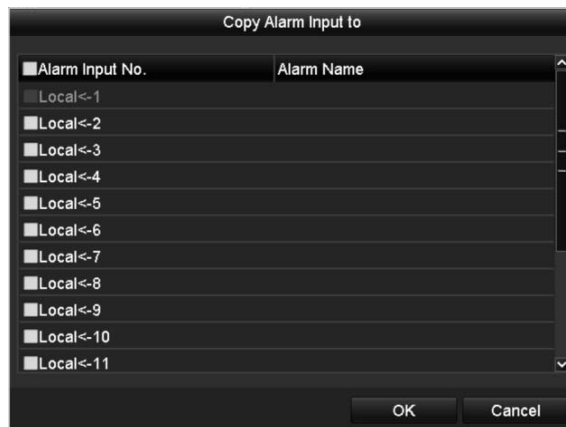 Copy Alarm Input to
Alarm Input No. Alarm Name
Local<-1
Local<-2
Local<-3
Local<-4
Local<-5
Local<-6
Local<-7
Local<-8
Local<-9
Local<-10
Local<-11
OK Cancel